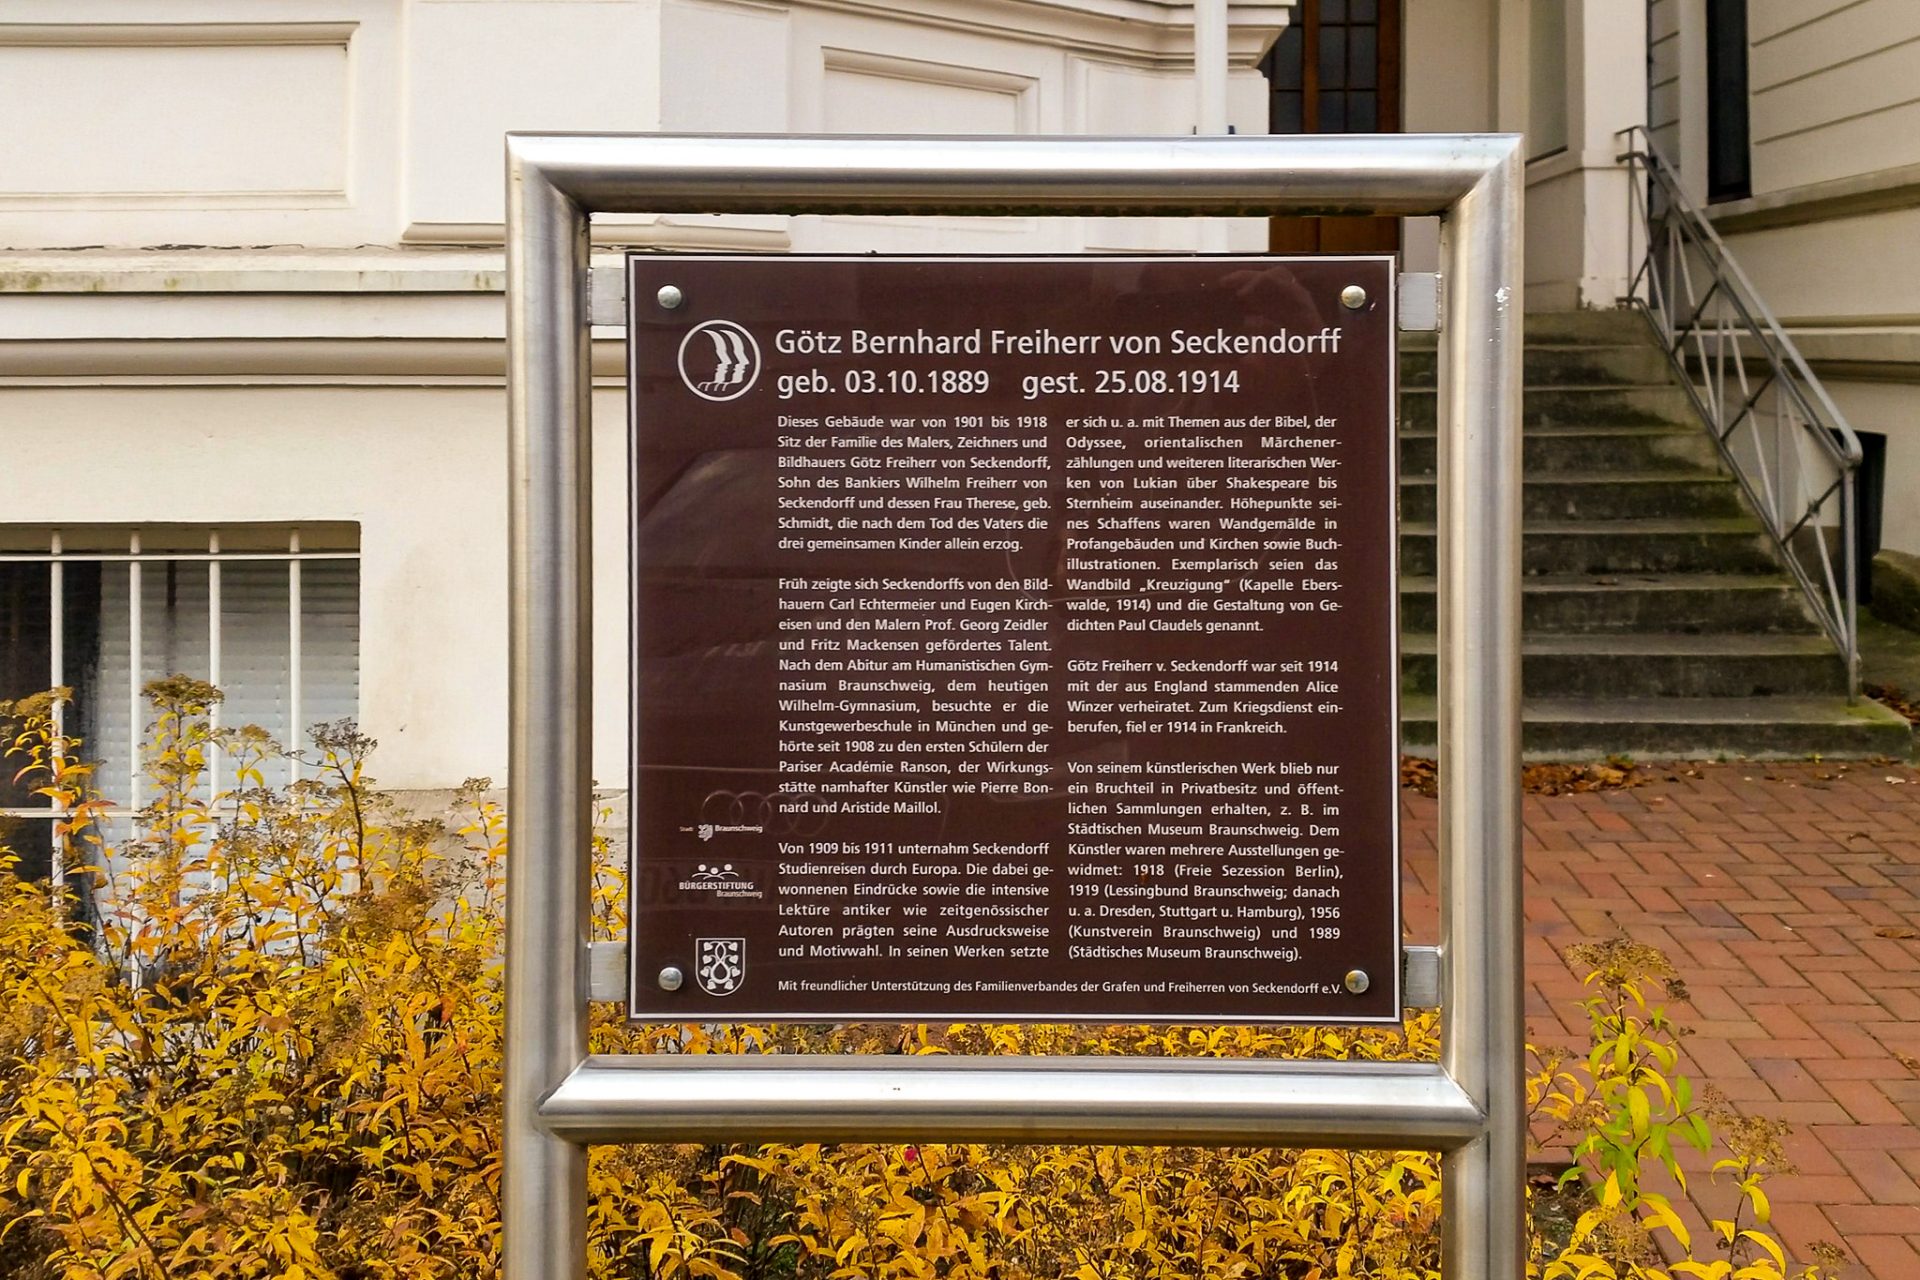 Götz Bernhard Freiherr von Seckendorff
geb. 03.10.1889 gest. 25.08.1914
Dieses Gebäude war von 1901 bis 1918
Sitz der Familie des Malers, Zeichners und
Bildhauers Götz Freiherr von Seckendorff,
Sohn des Bankiers Wilhelm Freiherr von
Seckendorff und dessen Frau Therese, geb.
Schmidt, die nach dem Tod des Vaters die
drei gemeinsamen Kinder allein erzog.
Früh zeigte sich Seckendorffs von den Bild-
hauern Carl Echtermeier und Eugen Kirch-
eisen und den Malern Prof. Georg Zeidler
und Fritz Mackensen gefördertes Talent.
Nach dem Abitur am Humanistischen Gym-
nasium Braunschweig, dem heutigen
Wilhelm-Gymnasium, besuchte er die
Kunstgewerbeschule in München und ge-
hörte seit 1908 zu den ersten Schülern der
Pariser Académie Ranson, der Wirkungs-
stätte namhafter Künstler wie Pierre Bon-
nard und Aristide Maillol.
Von 1909 bis 1911 unternahm Seckendorff
Studienreisen durch Europa. Die dabei ge-
wonnenen Eindrücke sowie die intensive
Lektüre antiker wie zeitgenössischer
Autoren prägten seine Ausdrucksweise
und Motivwahl. In seinen Werken setzte
er sich u. a. mit Themen aus der Bibel, der
Odyssee, orientalischen Märchener-
zählungen und weiteren literarischen Wer-
ken von Lukian über Shakespeare bis
Sternheim auseinander. Höhepunkte sei-
nes Schaffens waren Wandgemälde in
Profangebäuden und Kirchen sowie Buch-
illustrationen. Exemplarisch seien das
Wandbild „Kreuzigung“ (Kapelle Ebers-
walde, 1914) und die Gestaltung von Ge-
dichten Paul Claudels genannt.
Götz Freiherr v. Seckendorff war seit 1914
mit der aus England stammenden Alice
Winzer verheiratet. Zum Kriegsdienst ein-
berufen, fiel er 1914 in Frankreich.
Von seinem künstlerischen Werk blieb nur
ein Bruchteil in Privatbesitz und öffent-
lichen Sammlungen erhalten, z. B. im
Städtischen Museum Braunschweig. Dem
Künstler waren mehrere Ausstellungen ge-
widmet: 1918 (Freie Sezession Berlin),
1919 (Lessingbund Braunschweig; danach
u. a. Dresden, Stuttgart u. Hamburg), 1956
(Kunstverein Braunschweig) und 1989
(Städtisches Museum Braunschweig).
Stadt Braunschweig
BÜRGERSTIFTUNG
Braunschweig
Mit freundlicher Unterstützung des Familienverbandes der Grafen und Freiherren von Seckendorff e.V.